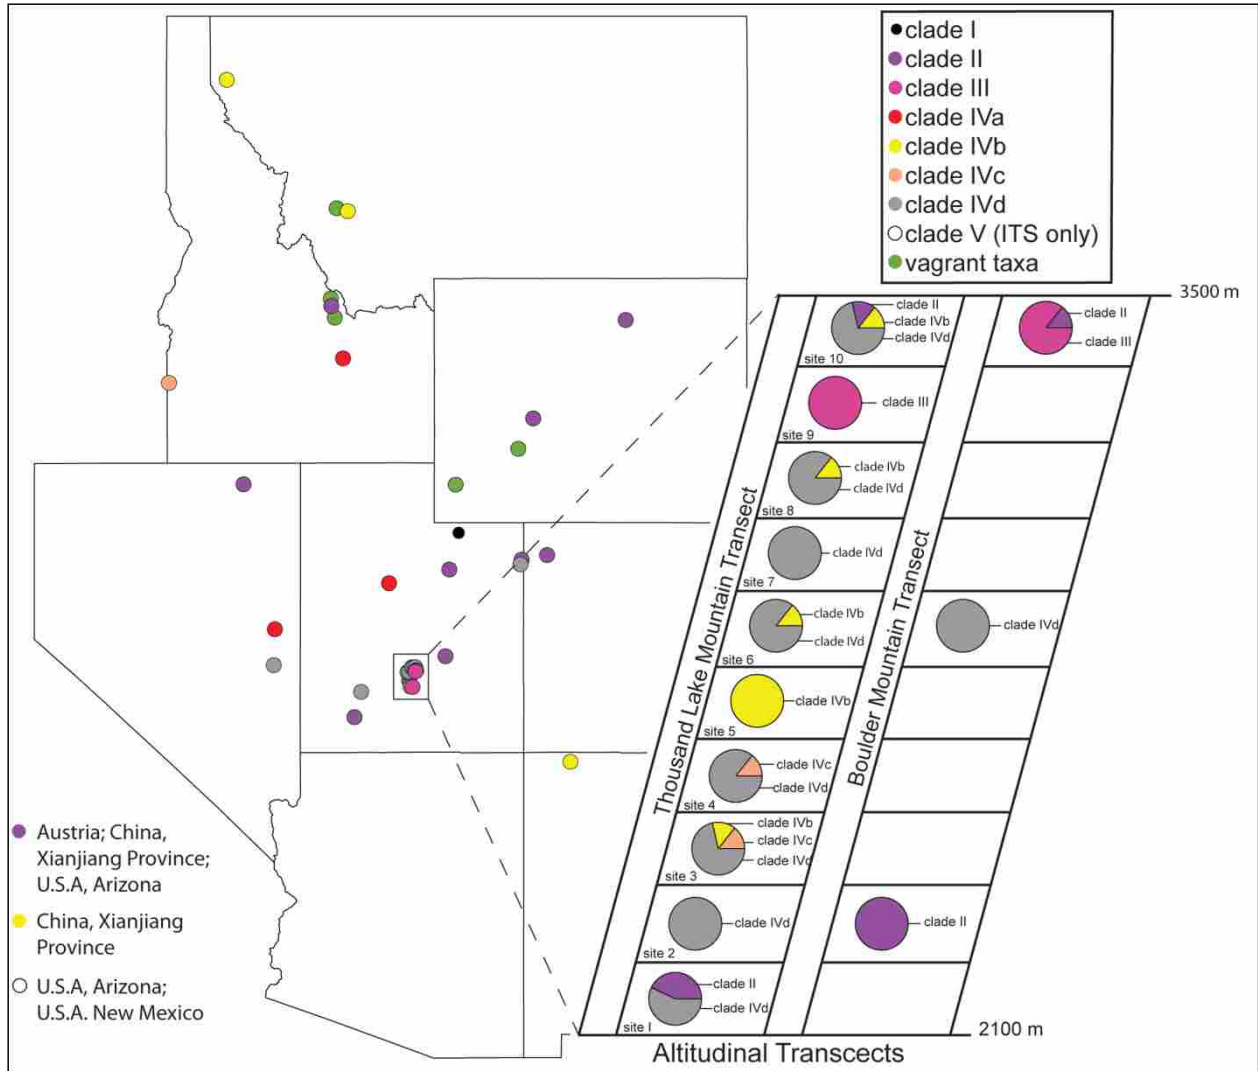 clade I
clade II
clade III
clade IVa
clade IVb
clade IVc
clade IVd
clade V (ITS only)
vagrant taxa
3500 m
clade II
clade IVb
clade IVd
site 10
clade II
clade III
clade III
site 9
clade IVb
clade IVd
site 8
clade IVd
site 7
clade IVb
clade IVd
site 6
clade IVd
clade IVb
site 5
clade IVc
clade IVd
site 4
clade IVb
clade IVc
clade IVd
site 3
clade IVd
site 2
clade II
clade II
clade IVd
site I
Thousand Lake Mountain Transect
Boulder Mountain Transect
2100 m
Altitudinal Transcects
Austria; China,
Xianjiang Province;
U.S.A, Arizona
China, Xianjiang
Province
U.S.A, Arizona;
U.S.A. New Mexico